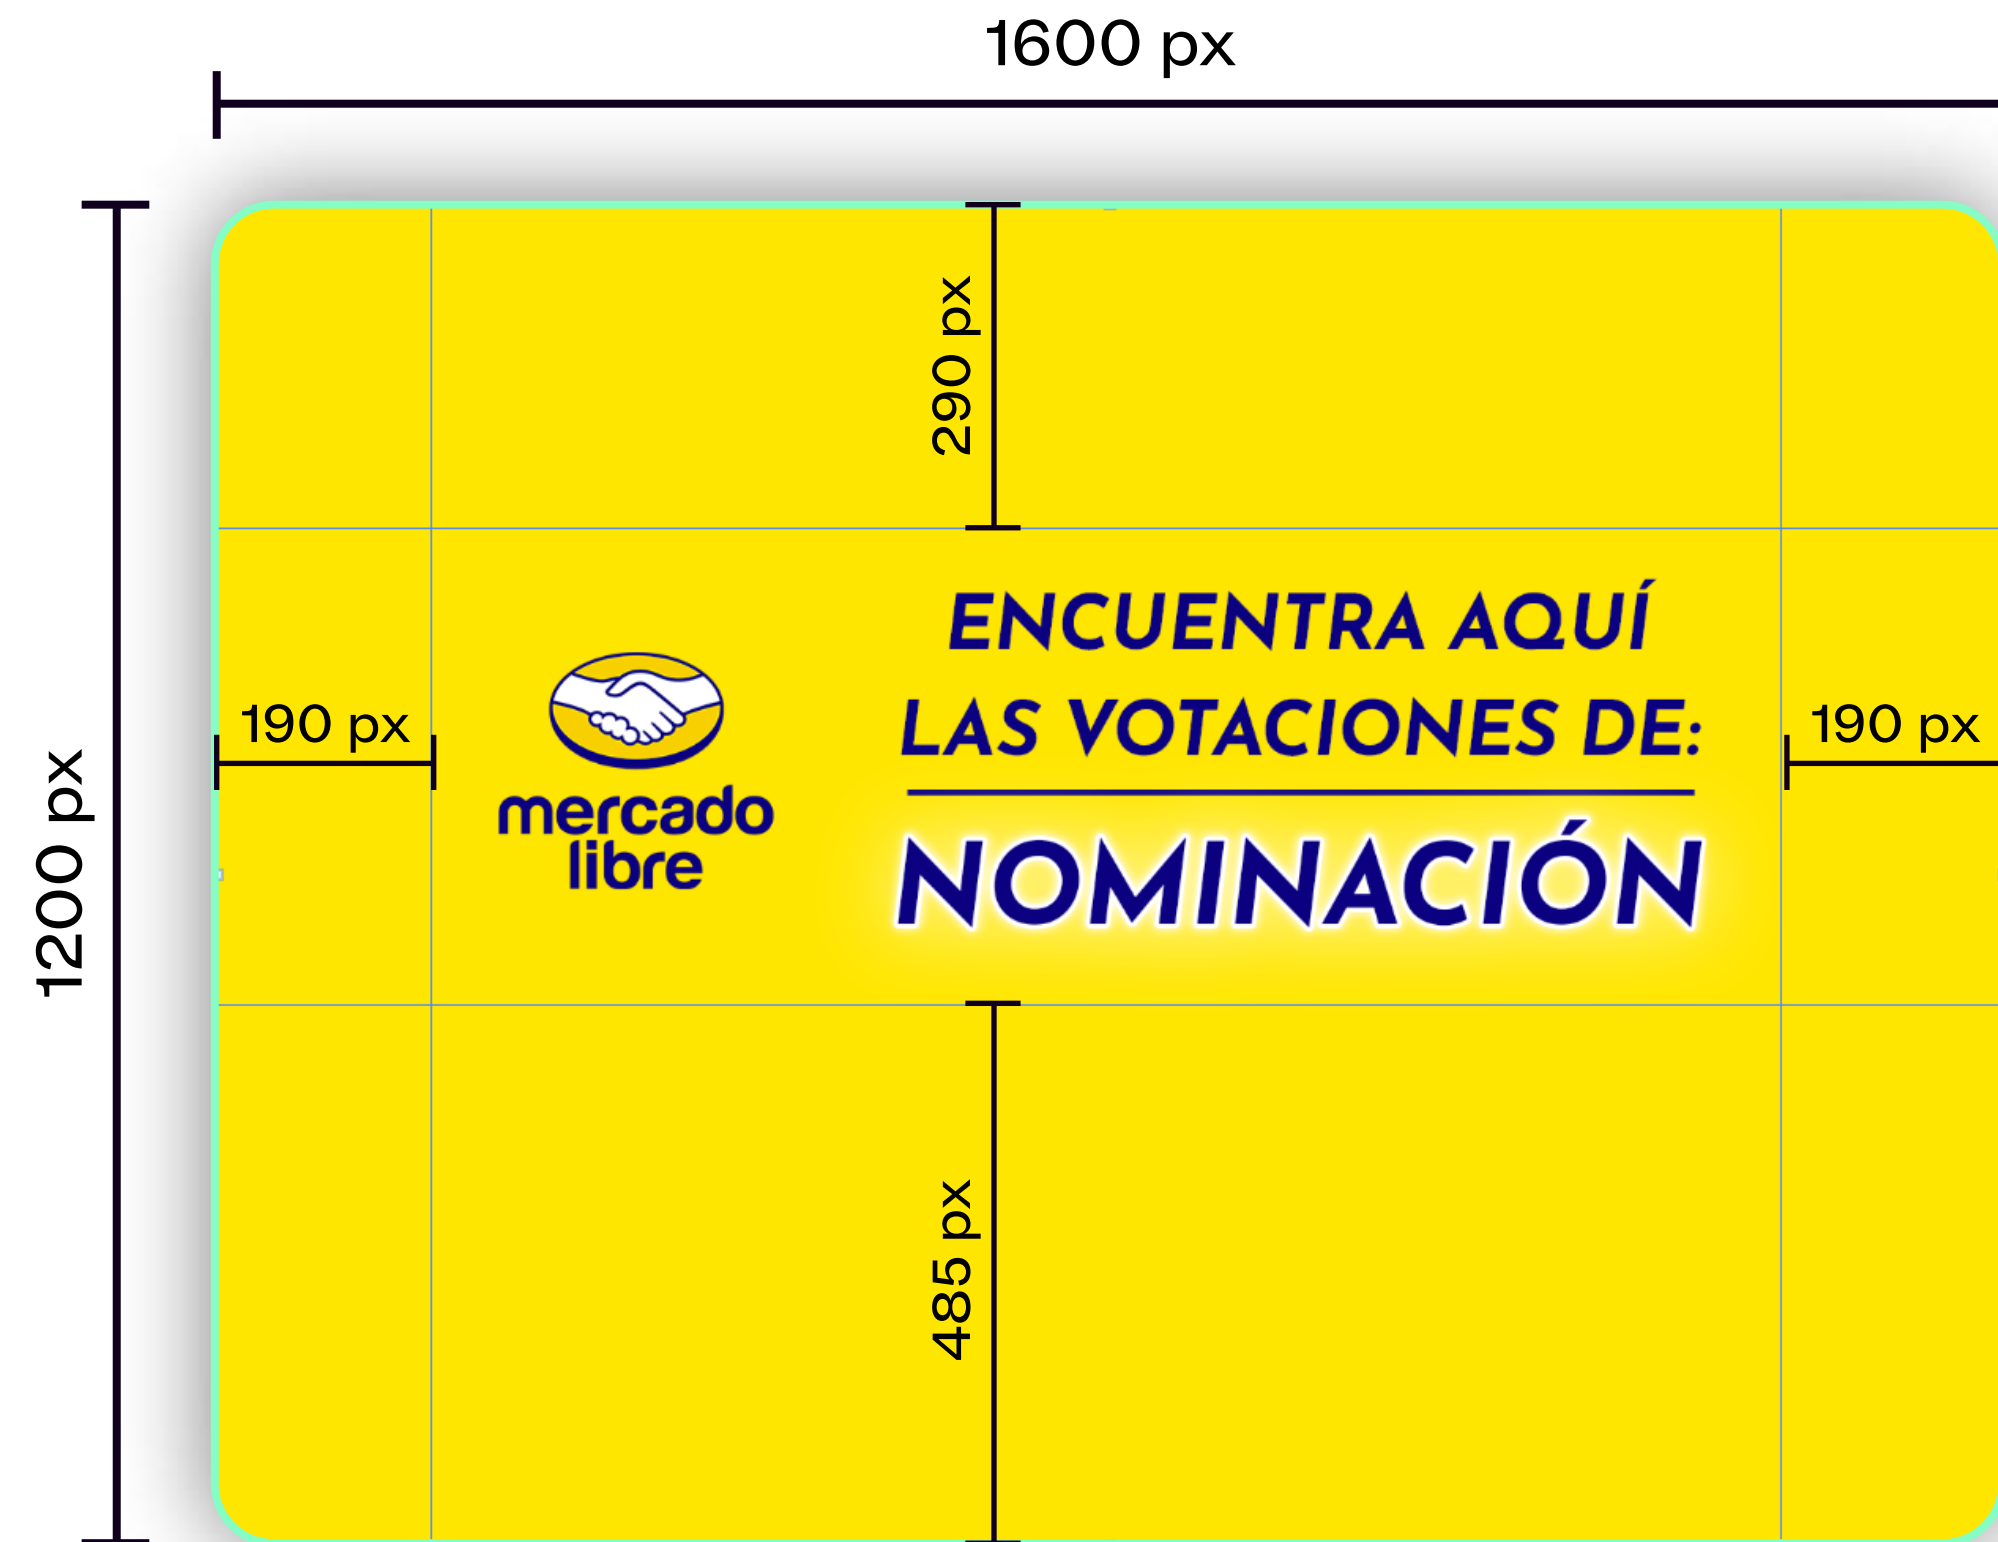 1600 px
290 px
ENCUENTRA AQUÍ
LAS VOTACIONES DE:
NOMINACIÓN
mercado
libre
190 px
190 px
1200 px
485 px